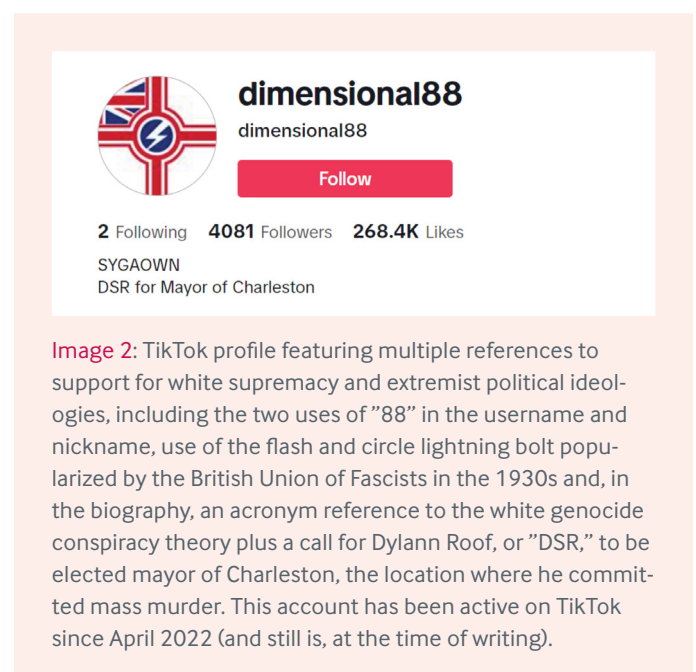 dimensional88
dimensional88
Follow
2 Following 4081 Followers 268.4K Likes
SYGAOWN
DSR for Mayor of Charleston
Image 2: TikTok profile featuring multiple references to
support for white supremacy and extremist political ideol-
ogies, including the two uses of ”88” in the username and
nickname, use of the flash and circle lightning bolt popu-
larized by the British Union of Fascists in the 1930s and, in
the biography, an acronym reference to the white genocide
conspiracy theory plus a call for Dylann Roof, or ”DSR,” to be
elected mayor of Charleston, the location where he commit-
ted mass murder. This account has been active on TikTok
since April 2022 (and still is, at the time of writing).